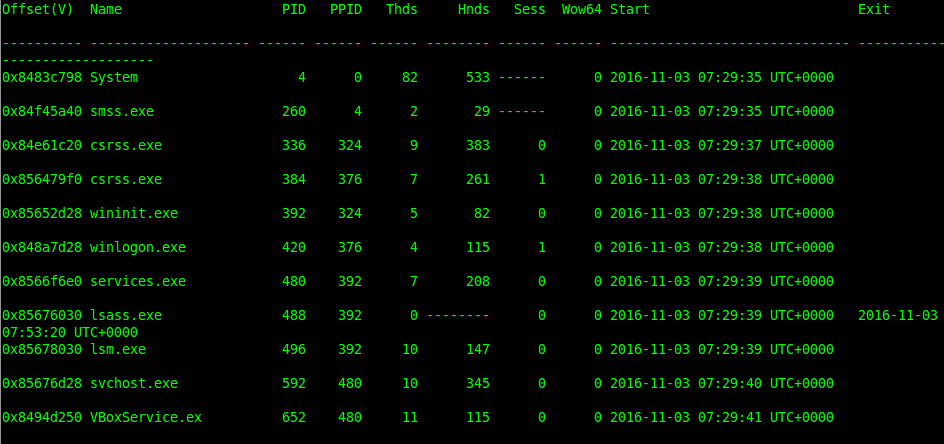 Offset(V)  Name                    PID   PPID   Thds     Hnds   Sess  Wow64 Start                          Exit
---------- -------------------- ------ ------ ------ -------- ------ ------ ------------------------------ -----------
-------------------
0x8483c798 System                    4      0     82      533 ------      0 2016-11-03 07:29:35 UTC+0000
0x84f45a40 smss.exe                260      4      2       29 ------      0 2016-11-03 07:29:35 UTC+0000
0x84e61c20 csrss.exe               336    324      9      383      0      0 2016-11-03 07:29:37 UTC+0000
0x856479f0 csrss.exe               384    376      7      261      1      0 2016-11-03 07:29:38 UTC+0000
0x85652d28 wininit.exe             392    324      5       82      0      0 2016-11-03 07:29:38 UTC+0000
0x848a7d28 winlogon.exe            420    376      4      115      1      0 2016-11-03 07:29:38 UTC+0000
0x8566f6e0 services.exe            480    392      7      208      0      0 2016-11-03 07:29:39 UTC+0000
0x85676030 lsass.exe               488    392      0 --------      0      0 2016-11-03 07:29:39 UTC+0000   2016-11-03
07:53:20 UTC+0000
0x85678030 lsm.exe                 496    392     10      147      0      0 2016-11-03 07:29:39 UTC+0000
0x85676d28 svchost.exe             592    480     10      345      0      0 2016-11-03 07:29:40 UTC+0000
0x8494d250 VBoxService.ex          652    480     11      115      0      0 2016-11-03 07:29:41 UTC+0000